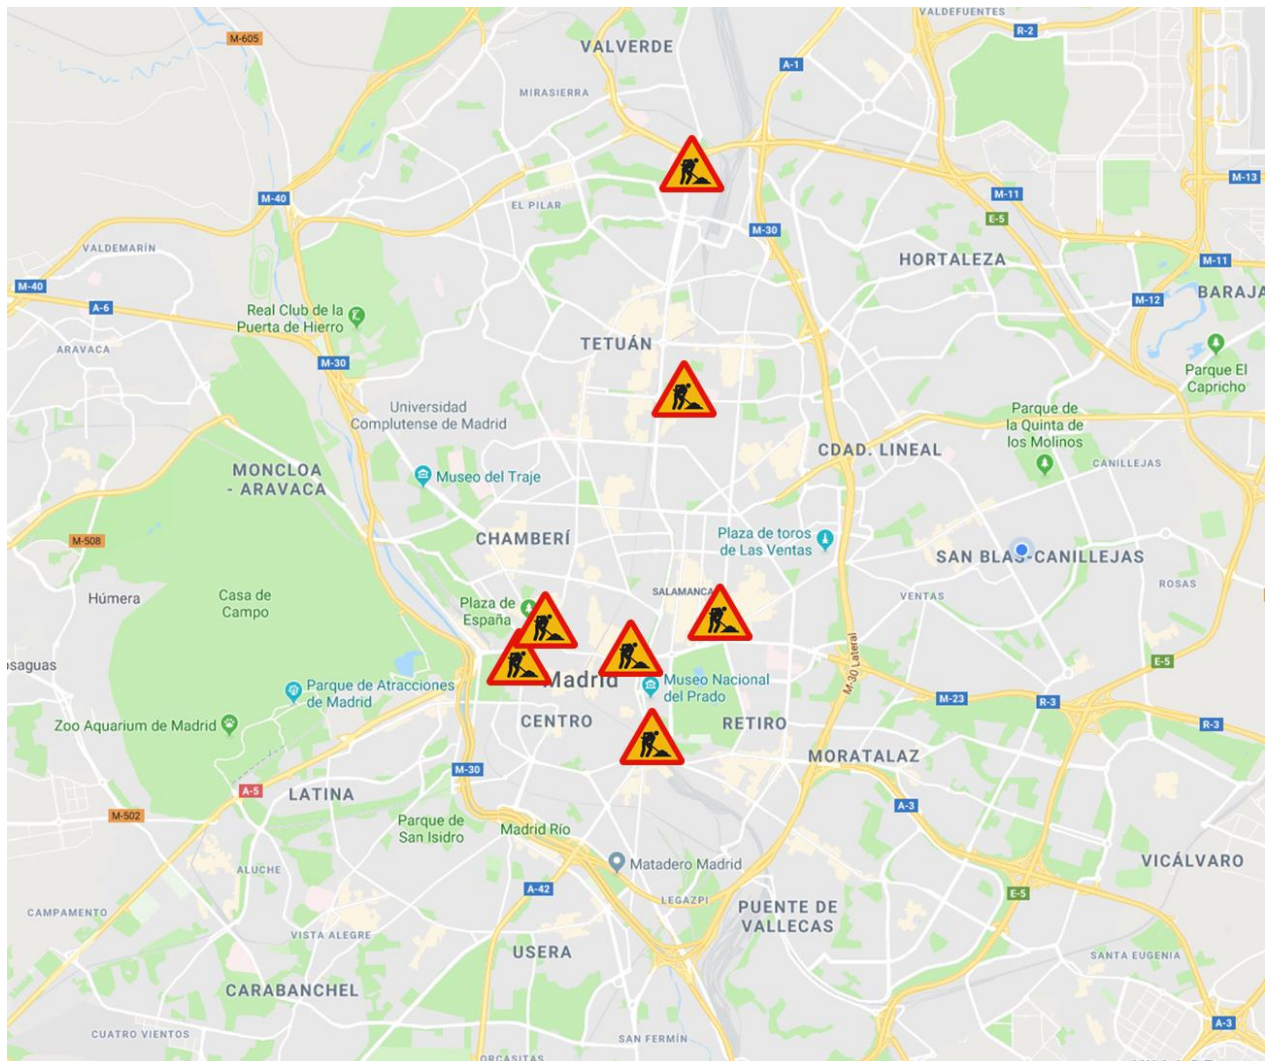 VALDEFUENTES
R-2
M-605
VALVERDE
A-1
MIRASIERRA
M-13
M-40
M-11
EL PILAR
E-5
M-30
VALDEMARÍN
HORTALEZA
M-11
M-40
BARAJA
M-12
A-6
Real Club de la
Puerta de Hierro
TETUÁN
ARAVACA
M-30
Parque El
Capricho
Universidad
Complutense de Madrid
Parque de
la Quinta de
los Molinos
CDAD. LINEAL
CANILLEJAS
MONCLOA
- ARAVACA
Museo del Traje
Plaza de toros
de Las Ventas
CHAMBERÍ
M-508
SAN BLAS-CANILLEJAS
ROSAS
Húmera
Casa de
Campo
SALAMANCA
VENTAS
Plaza de
España
osaguas
M-30 Lateral
E-5
Madrid
Museo Nacional
del Prado
Parque de Atracciones
de Madrid
M-23
R-3
R-3
Zoo Aquarium de Madrid
CENTRO
RETIRO
MORATALAZ
M-30
A-5
LATINA
A-3
M-502
Parque de
San Isidro
Madrid Río
Matadero Madrid
VICÁLVARO
ALUCHE
A-42
E-5
LEGAZPI
CAMPAMENTO
PUENTE DE
VALLECAS
VISTA ALEGRE
USERA
SANTA EUGENIA
CARABANCHEL
A-3
CUATRO VIENTOS
SAN FERMÍN
ORCASITAS